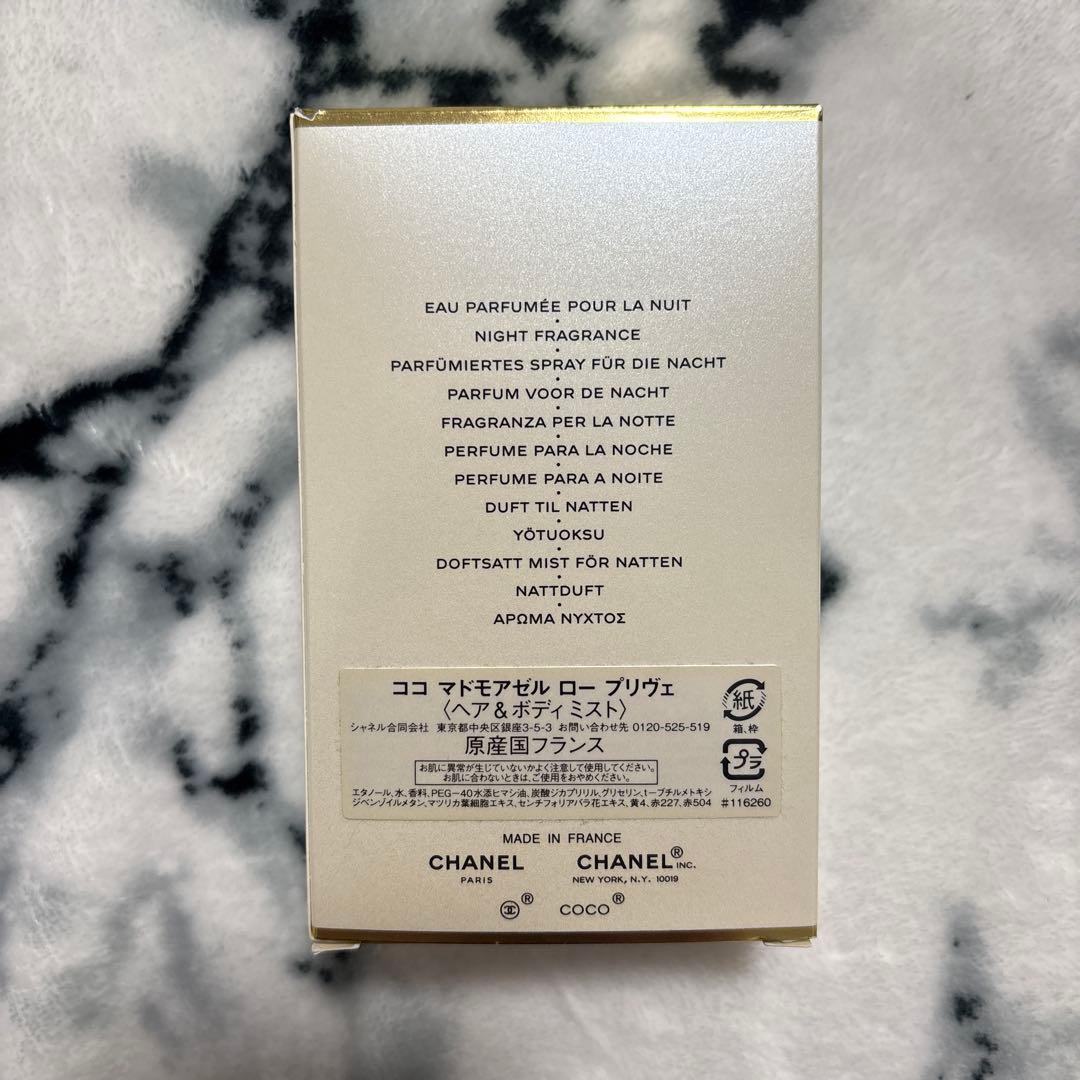 EAU PARFUMÉE POUR LA NUIT
NIGHT FRAGRANCE
PARFÜMIERTES SPRAY FÜR DIE NACHT
PARFUM VOOR DE NACHT
FRAGRANZA PER LA NOTTE
PERFUME PARA LA NOCHE
PERFUME PARA A NOITE
DUFT TIL NATTEN
YÖTUOKSU
DOFTSATT MIST FÖR NATTEN
NATTDUFT
ΑΡΩΜΑ ΝΥΧΤΟΣ
ココ マドモアゼル ロー プリヴェ
〈ヘア＆ボディ ミスト〉
シャネル合同会社 東京都中央区銀座3-5-3 お問い合わせ先 0120-525-519
原産国フランス
お肌に異常が生じていないかよく注意して使用してください。
お肌に合わないときは、ご使用をおやめください。
エタノール,水,香料,PEG-40水添ヒマシ油,炭酸ジカプリリル,グリセリン,t-ブチルメトキシ
ジベンゾイルメタン,マツリカ葉細胞エキス,センチフォリアバラ花エキス,黄4,赤227,赤504
紙
箱、枠
プラ
フィルム
#116260
MADE IN FRANCE
CHANEL
PARIS
CHANEL® INC.
NEW YORK, N.Y. 10019
®
COCO®